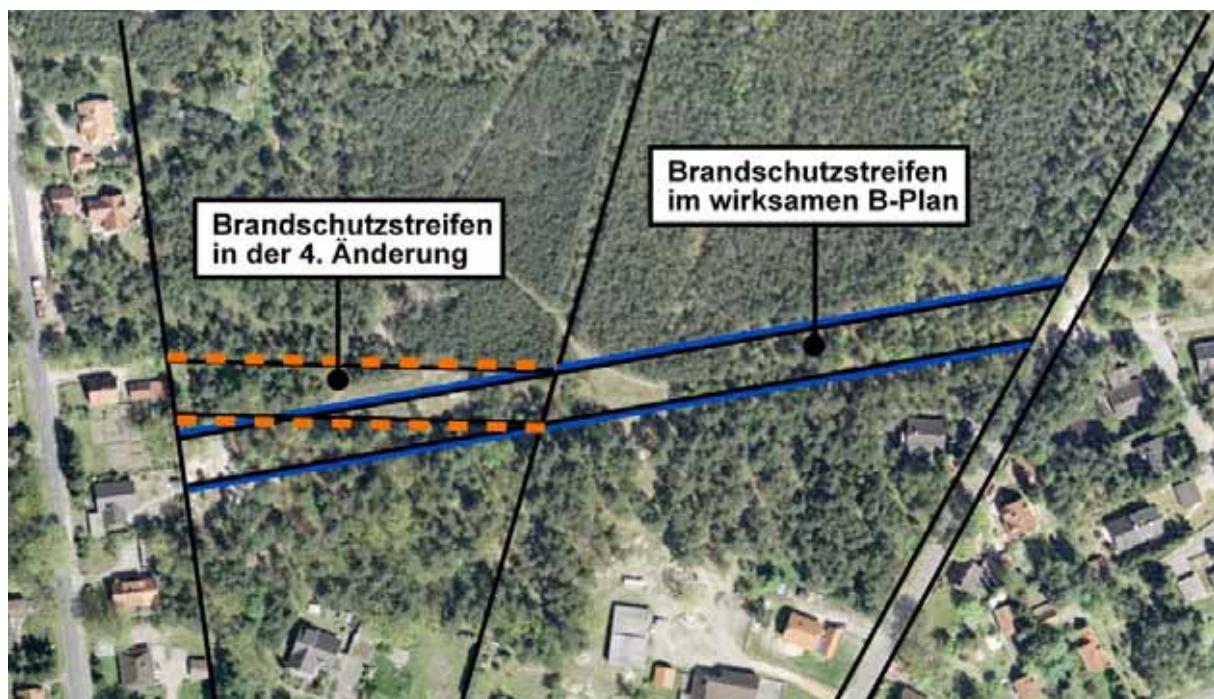 Brandschutzstreifen
in der 4. Änderung
Brandschutzstreifen
im wirksamen B-Plan